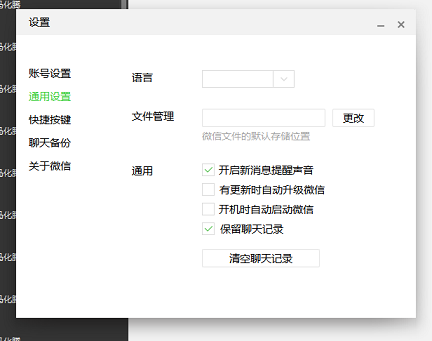 设置
账号设置
通用设置
快捷按键
聊天备份
关于微信
语言
文件管理
更改
微信文件的默认存储位置
通用
开启新消息提醒声音
有更新时自动升级微信
开机时自动启动微信
保留聊天记录
清空聊天记录